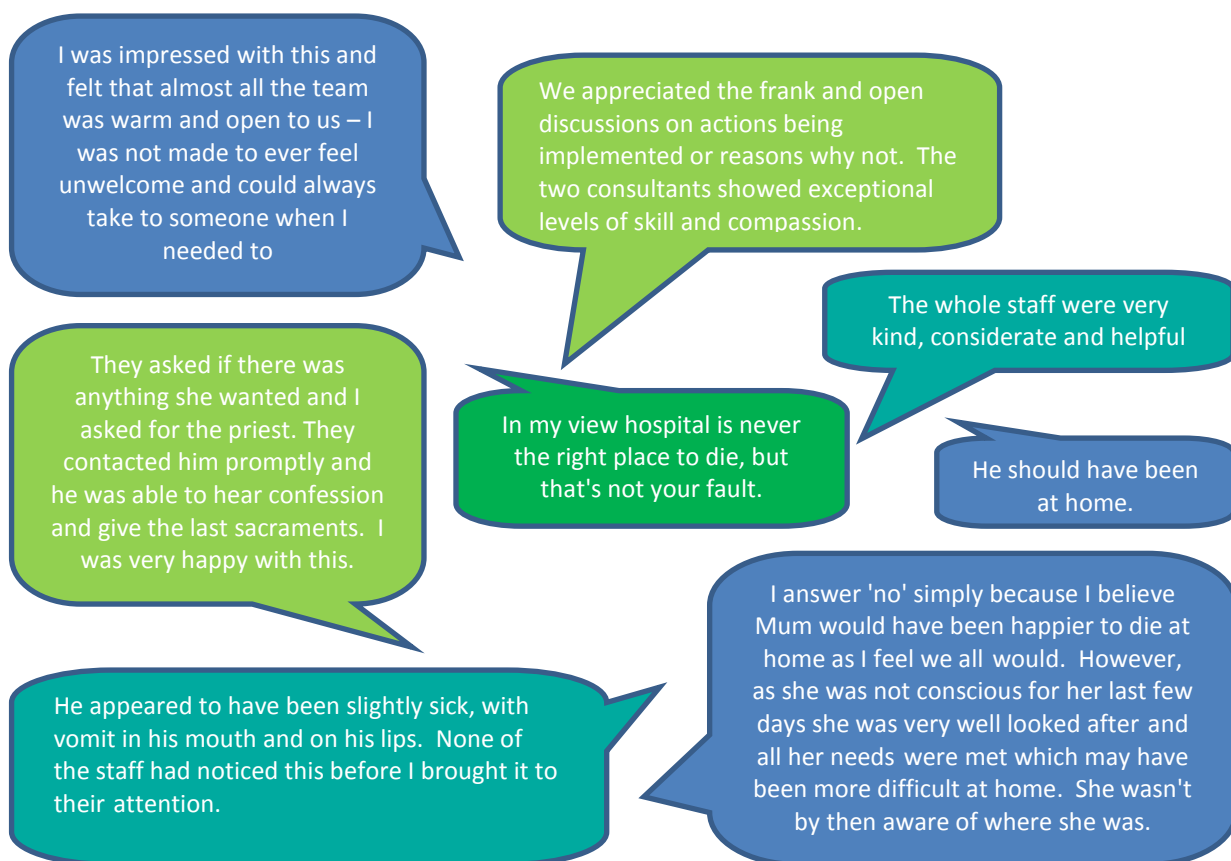 I was impressed with this and
felt that almost all the team
was warm and open to us – I
was not made to ever feel
unwelcome and could always
take to someone when I
needed to
We appreciated the frank and open
discussions on actions being
implemented or reasons why not.  The
two consultants showed exceptional
levels of skill and compassion.
The whole staff were very
kind, considerate and helpful
They asked if there was
anything she wanted and I
asked for the priest. They
contacted him promptly and
he was able to hear confession
and give the last sacraments.  I
was very happy with this.
In my view hospital is never
the right place to die, but
that's not your fault.
He should have been
at home.
I answer 'no' simply because I believe
Mum would have been happier to die at
home as I feel we all would.  However,
as she was not conscious for her last few
days she was very well looked after and
all her needs were met which may have
been more difficult at home.  She wasn't
by then aware of where she was.
He appeared to have been slightly sick, with
vomit in his mouth and on his lips.  None of
the staff had noticed this before I brought it to
their attention.